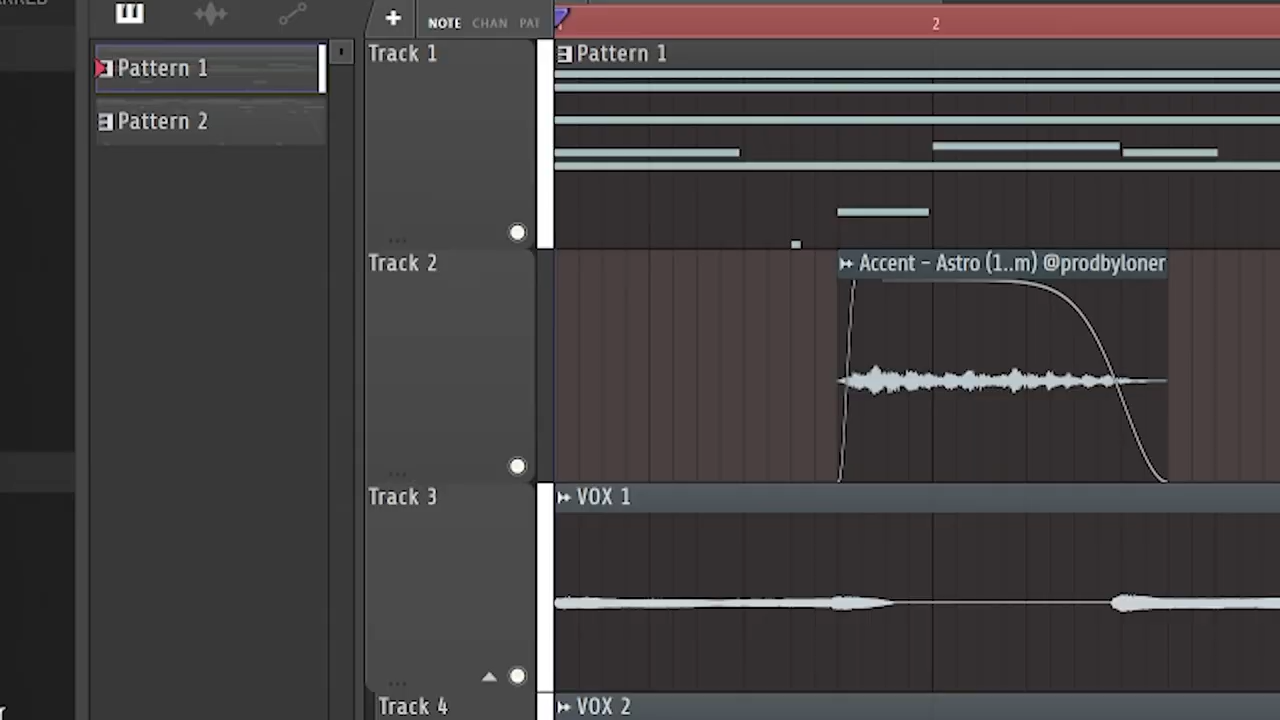 NOTE CHAN PAT
2
Pattern 1
Pattern 2
Track 1
Pattern 1
Track 2
Accent - Astro (1..m) @prodbyloner
Track 3
VOX 1
Track 4
VOX 2